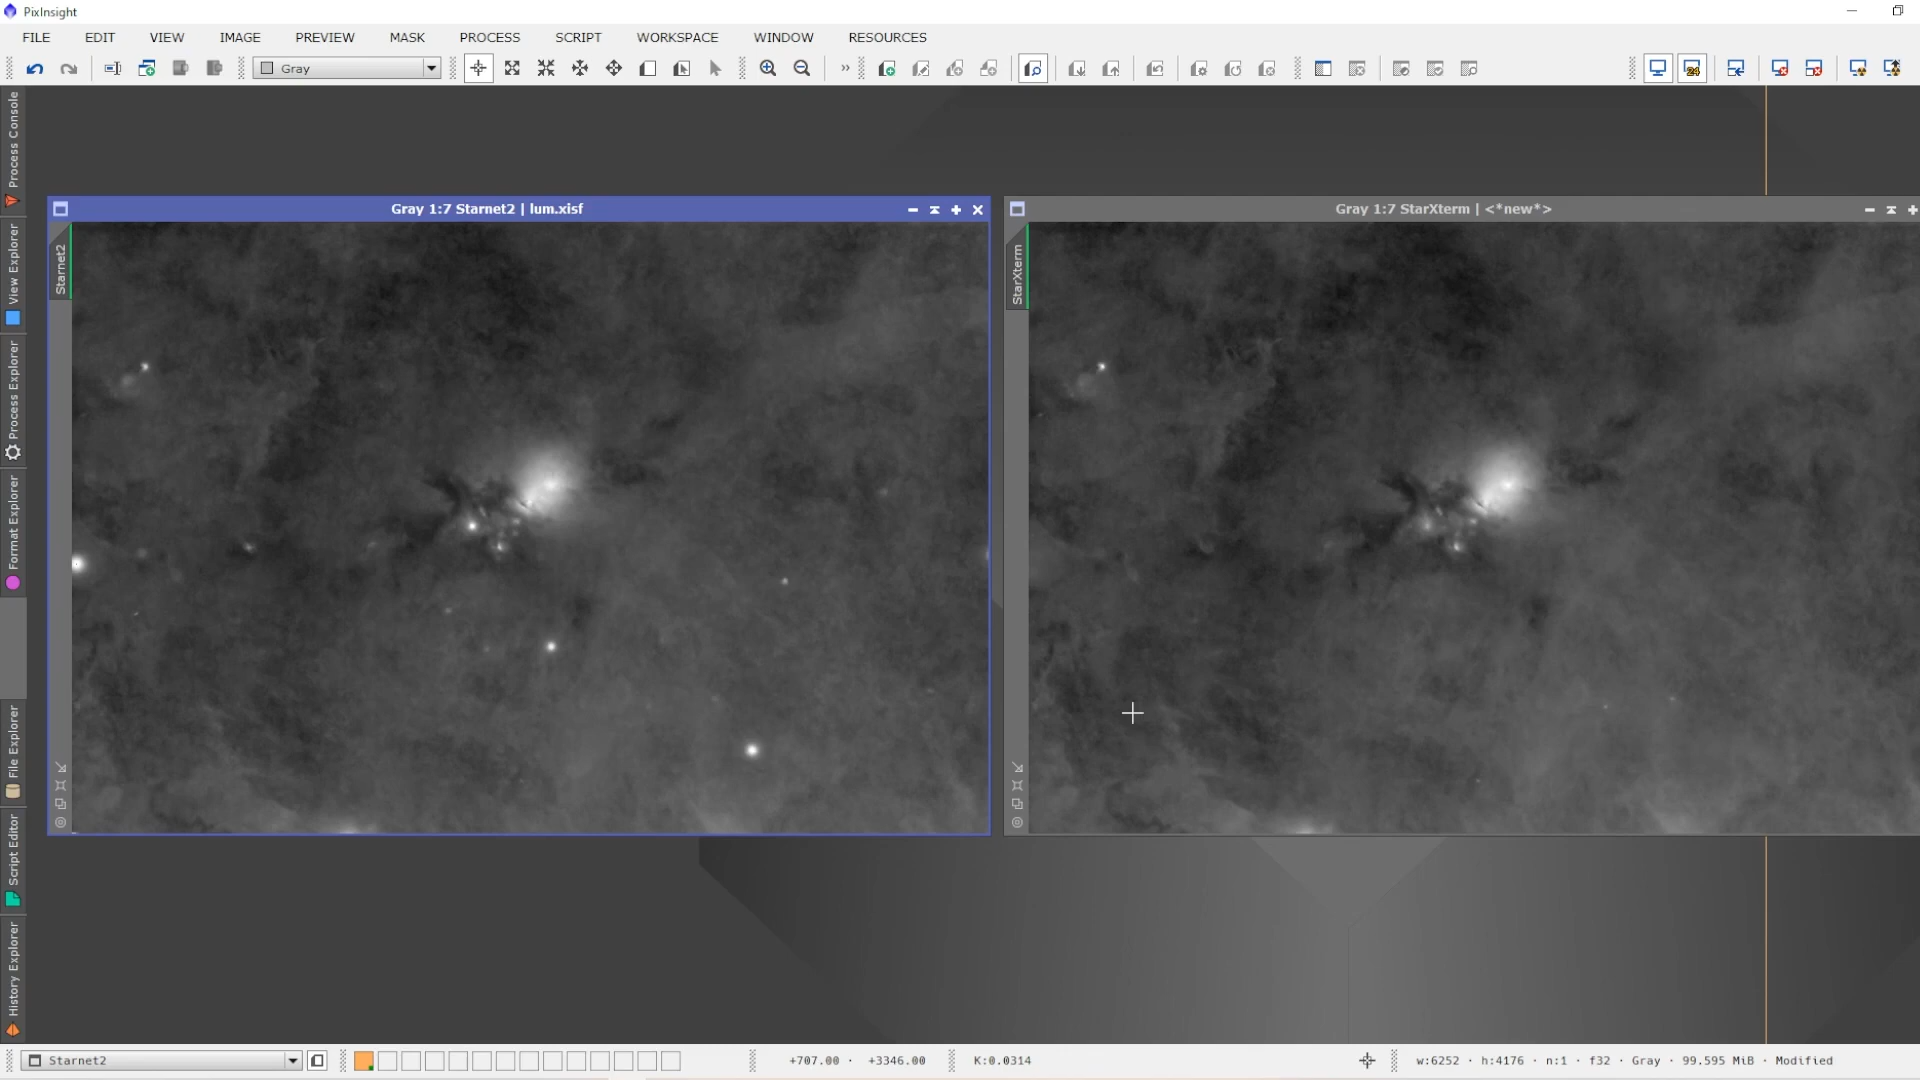 PixInsight
FILE EDIT VIEW IMAGE PREVIEW MASK PROCESS SCRIPT WORKSPACE WINDOW RESOURCES
Gray
24
Process Console
View Explorer
Process Explorer
Format Explorer
File Explorer
Script Editor
History Explorer
Gray 1:7 Starnet2 | lum.xisf
Starnet2
Gray 1:7 StarXterm | <*new*>
StarXterm
Starnet2
+707.00 · +3346.00
K:0.0314
w:6252 · h:4176 · n:1 · f32 · Gray · 99.595 MiB · Modified